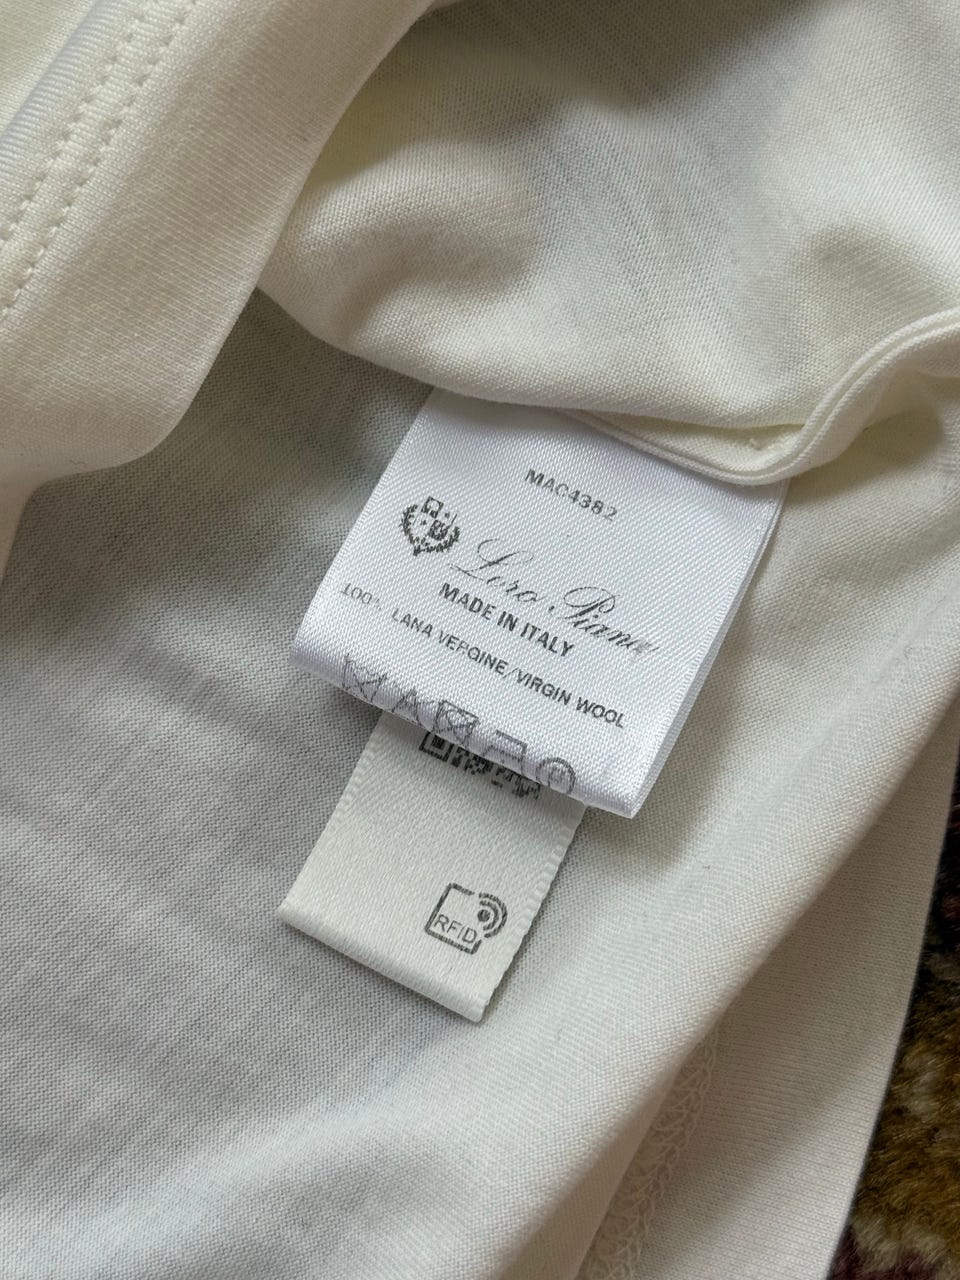 MAC4382
Loro Piana
MADE IN ITALY
100% LANA VERGINE/VIRGIN WOOL
RFID